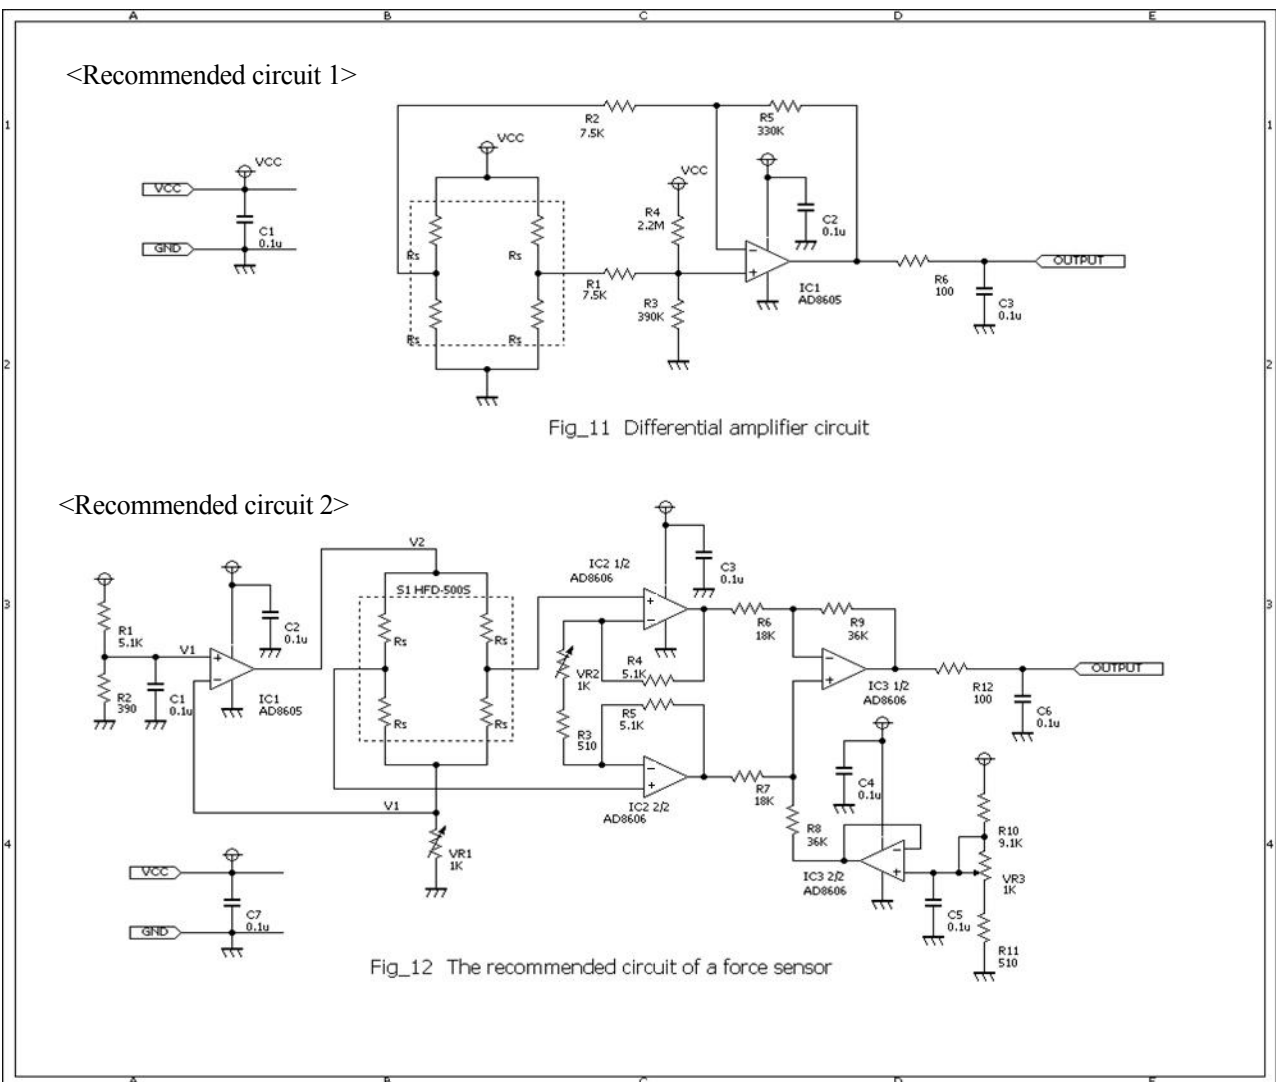 A B C D E
<Recommended circuit 1>
1 1
R2
7.5K
R5
330K
VCC
VCC
VCC
VCC
C1
0.1u
GND
R4
2.2M
C2
0.1u
Rs Rs
R1
7.5K
R3
390K
IC1
AD8605
R6
100
OUTPUT
C3
0.1u
Rs Rs
2 2
Fig_11 Differential amplifier circuit
<Recommended circuit 2>
V2
IC2 1/2
AD8606
C3
0.1u
S1 HFD-500S
3 3
R1
5.1K
C2
0.1u
V1
Rs Rs
R6
18K
R9
36K
R4
5.1K
VR2
1K
R2
390
C1
0.1u
IC1
AD8605
Rs Rs
R5
5.1K
R3
510
IC3 1/2
AD8606
R12
100
OUTPUT
C6
0.1u
V1
IC2 2/2
AD8606
R7
18K
C4
0.1u
R8
36K
R10
9.1K
4 4
VR1
1K
IC3 2/2
AD8606
VR3
1K
VCC
C7
0.1u
GND
C5
0.1u
R11
510
Fig_12 The recommended circuit of a force sensor
A B C D E